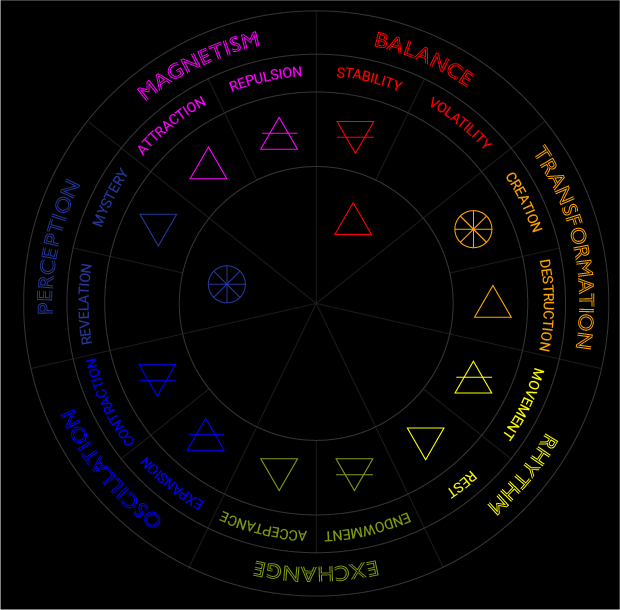 MAGNETISM
BALANCE
REPULSION
STABILITY
ATTRACTION
VOLATILITY
TRANSFORMATION
PERCEPTION
MYSTERY
CREATION
REVELATION
DESTRUCTION
CONTRACTION
MOVEMENT
OSCILLATION
RHYTHM
EXPANSION
REST
ACCEPTANCE
ENDOWMENT
EXCHANGE